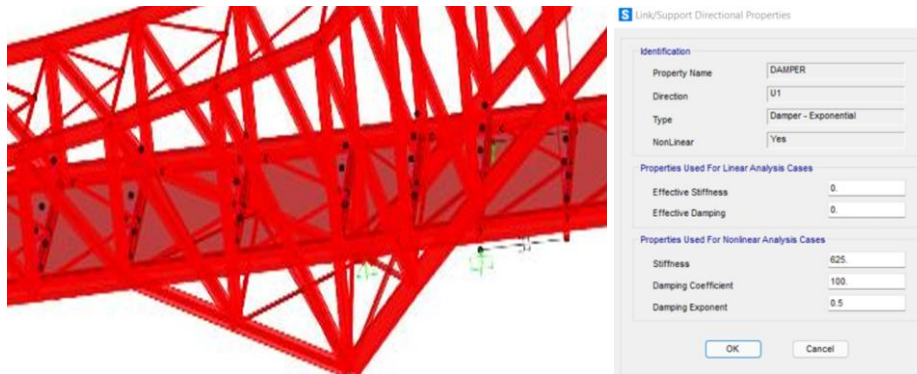 S Link/Support Directional Properties
Identification
Property Name DAMPER
Direction U1
Type Damper - Exponential
NonLinear Yes
Properties Used For Linear Analysis Cases
Effective Stiffness 0.
Effective Damping 0.
Properties Used For Nonlinear Analysis Cases
Stiffness 625.
Damping Coefficient 100.
Damping Exponent 0.5
OK Cancel